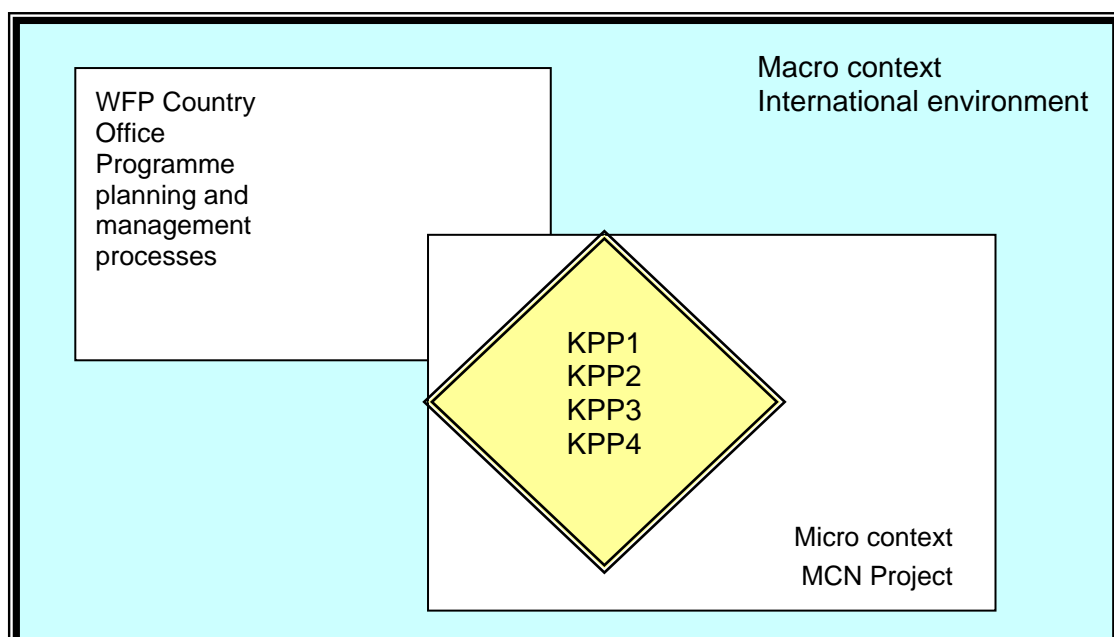 WFP Country
Office
Programme
planning and
management
processes
Macro context
International environment
KPP1
KPP2
KPP3
KPP4
Micro context
MCN Project